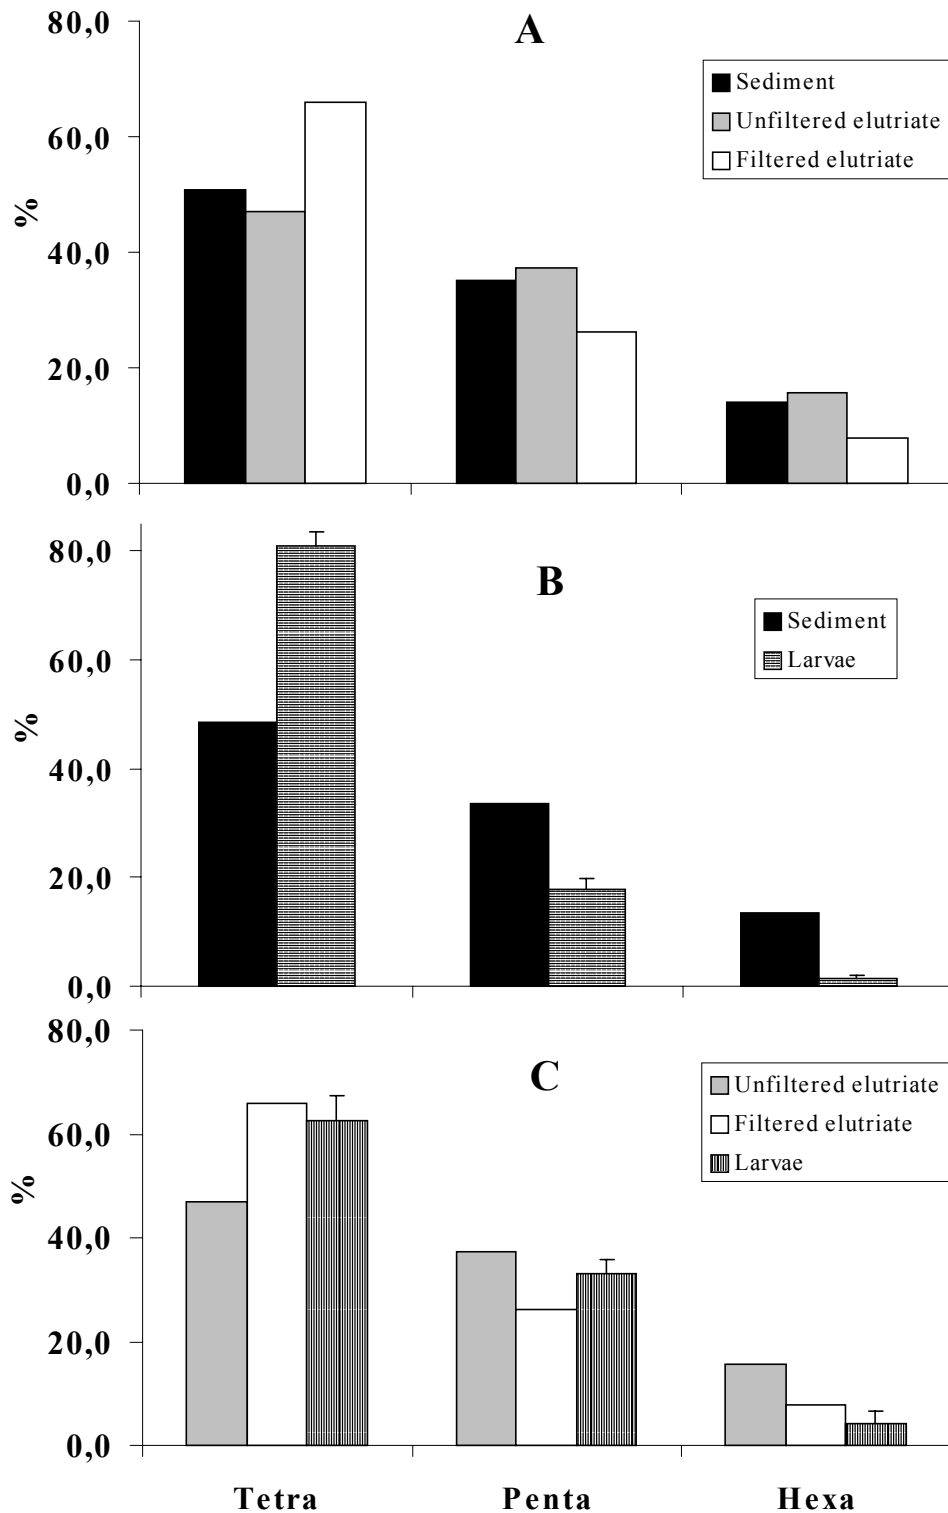 A
80,0
60,0
40,0
20,0
0,0
%
Sediment
Unfiltered elutriate
Filtered elutriate
B
80,0
60,0
40,0
20,0
0,0
%
Sediment
Larvae
C
80,0
60,0
40,0
20,0
0,0
%
Unfiltered elutriate
Filtered elutriate
Larvae
Tetra Penta Hexa